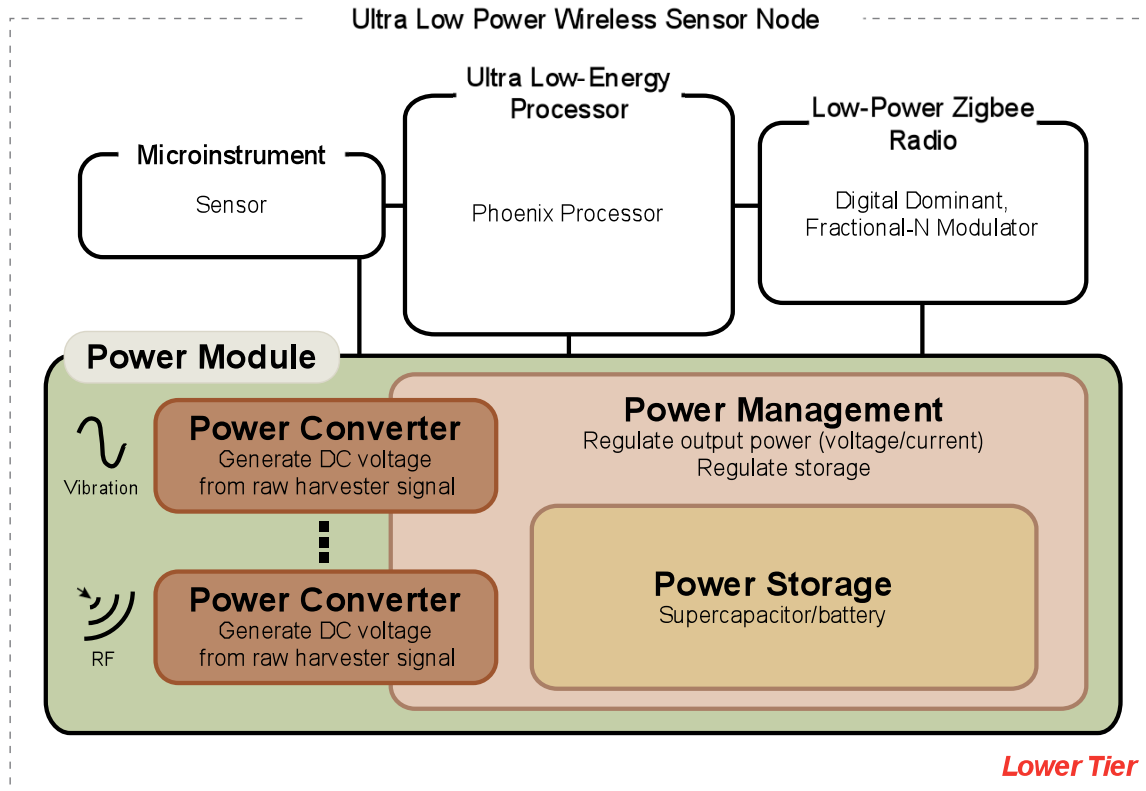 Ultra Low Power Wireless Sensor Node
Ultra Low-Energy
Processor
Phoenix Processor
Low-Power Zigbee
Radio
Digital Dominant,
Fractional-N Modulator
Microinstrument
Sensor
Power Module
Vibration
Power Converter
Generate DC voltage
from raw harvester signal
RF
Power Converter
Generate DC voltage
from raw harvester signal
Power Management
Regulate output power (voltage/current)
Regulate storage
Power Storage
Supercapacitor/battery
Lower Tier